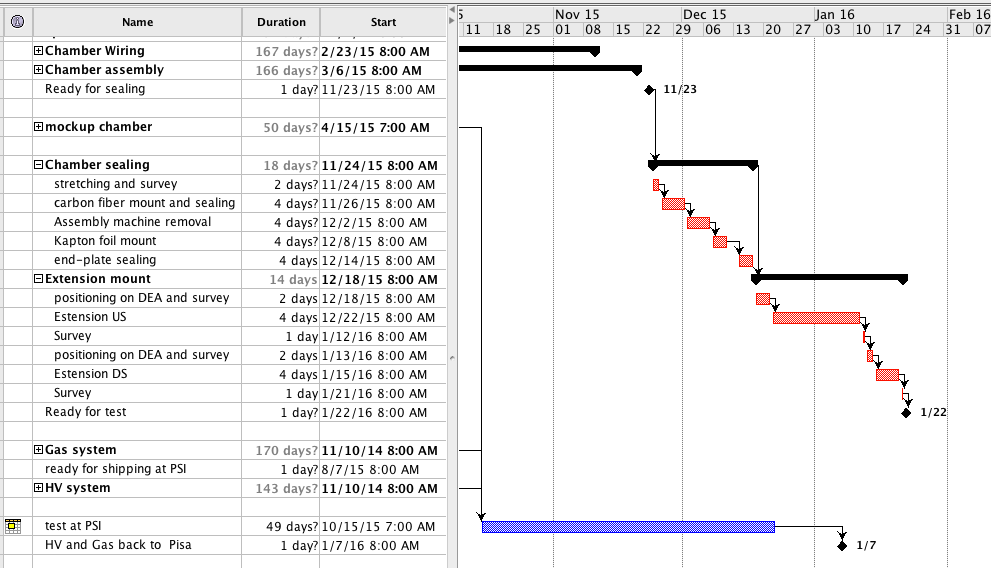 Name Duration Start 5 Nov 15 Dec 15 Jan 16 Feb 16
11 18 25 01 08 15 22 29 06 13 20 27 03 10 17 24 31 07
Chamber Wiring 167 days? 2/23/15 8:00 AM
Chamber assembly 166 days? 3/6/15 8:00 AM
Ready for sealing 1 day? 11/23/15 8:00 AM 11/23
mockup chamber 50 days? 4/15/15 7:00 AM
Chamber sealing 18 days? 11/24/15 8:00 AM
stretching and survey 2 days? 11/24/15 8:00 AM
carbon fiber mount and sealing 4 days? 11/26/15 8:00 AM
Assembly machine removal 4 days? 12/2/15 8:00 AM
Kapton foil mount 4 days? 12/8/15 8:00 AM
end-plate sealing 4 days 12/14/15 8:00 AM
Extension mount 14 days 12/18/15 8:00 AM
positioning on DEA and survey 2 days 12/18/15 8:00 AM
Estension US 4 days 12/22/15 8:00 AM
Survey 1 day 1/12/16 8:00 AM
positioning on DEA and survey 2 days 1/13/16 8:00 AM
Estension DS 4 days 1/15/16 8:00 AM
Survey 1 day 1/21/16 8:00 AM
Ready for test 1 day? 1/22/16 8:00 AM 1/22
Gas system 170 days? 11/10/14 8:00 AM
ready for shipping at PSI 1 day? 8/7/15 8:00 AM
HV system 143 days? 11/10/14 8:00 AM
test at PSI 49 days? 10/15/15 7:00 AM
HV and Gas back to Pisa 1 day? 1/7/16 8:00 AM 1/7